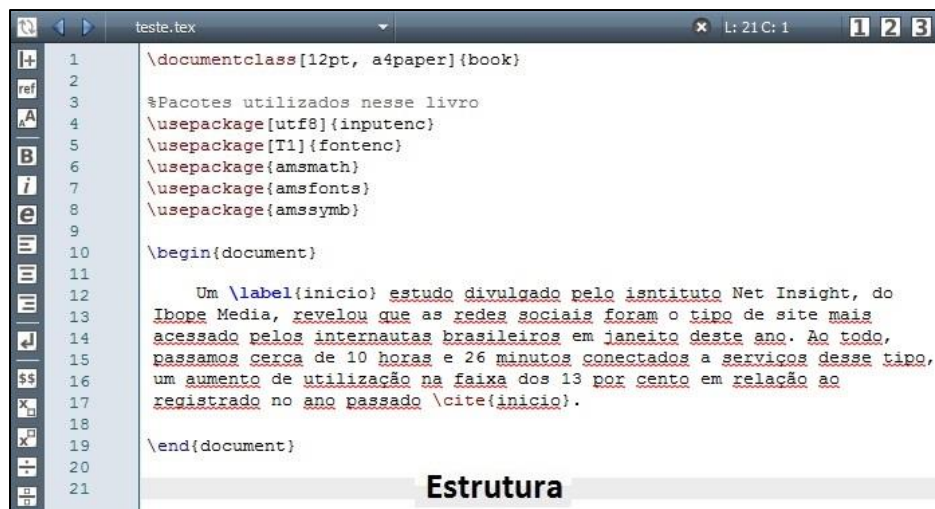 teste.tex L: 21 C: 1 1 2 3
1 \documentclass[12pt, a4paper]{book}
2
3 %Pacotes utilizados nesse livro
4 \usepackage[utf8]{inputenc}
5 \usepackage[T1]{fontenc}
6 \usepackage{amsmath}
7 \usepackage{amsfonts}
8 \usepackage{amssymb}
9
10 \begin{document}
11
12 Um \label{inicio} estudo divulgado pelo isntituto Net Insight, do
13 Ibope Media, revelou que as redes sociais foram o tipo de site mais
14 acessado pelos internautas brasileiros em janeito deste ano. Ao todo,
15 passamos cerca de 10 horas e 26 minutos conectados a serviços desse tipo,
16 um aumento de utilização na faixa dos 13 por cento em relação ao
17 registrado no ano passado \cite{inicio}.
18
19 \end{document}
20
21
ref
AA
B
i
e
$$
x
x
Estrutura